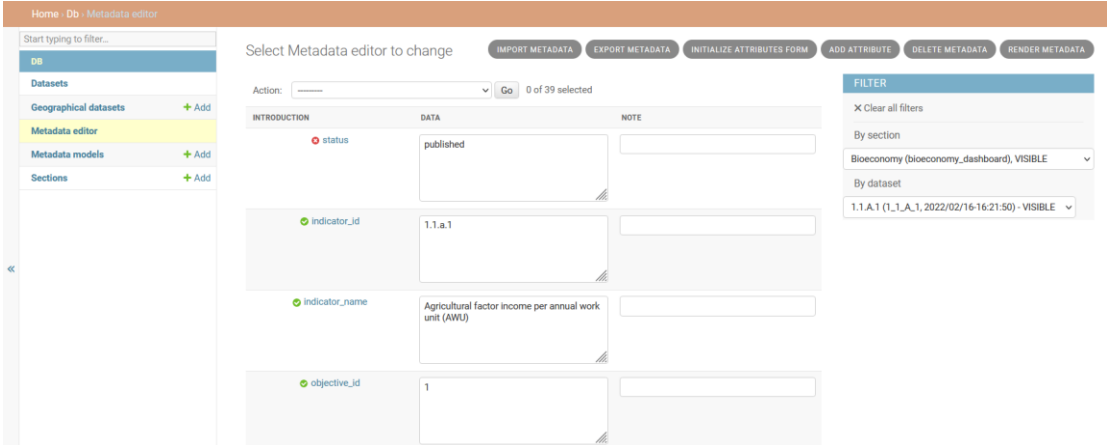 Home › Db › Metadata editor
Start typing to filter...
DB
Datasets
Geographical datasets + Add
Metadata editor
Metadata models + Add
Sections + Add
«
Select Metadata editor to change
IMPORT METADATA
EXPORT METADATA
INITIALIZE ATTRIBUTES FORM
ADD ATTRIBUTE
DELETE METADATA
RENDER METADATA
Action: --------- Go 0 of 39 selected
INTRODUCTION DATA NOTE
status published
indicator_id 1.1.a.1
indicator_name Agricultural factor income per annual work
unit (AWU)
objective_id 1
FILTER
X Clear all filters
By section
Bioeconomy (bioeconomy_dashboard), VISIBLE
By dataset
1.1.A.1 (1_1_A_1, 2022/02/16-16:21:50) - VISIBLE